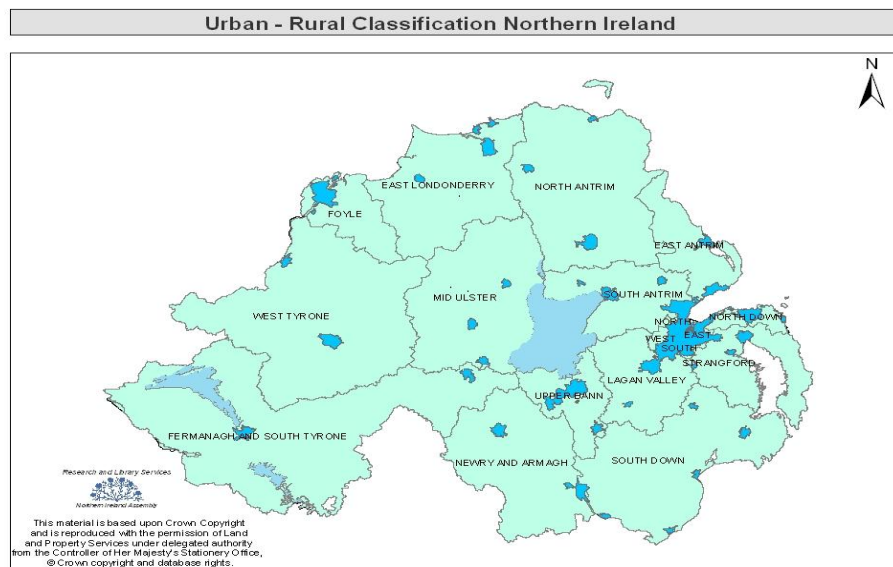 Urban - Rural Classification Northern Ireland
N
EAST LONDONDERRY
NORTH ANTRIM
FOYLE
EAST ANTRIM
MID ULSTER
SOUTH ANTRIM
WEST TYRONE
NORTH
NORTH DOWN
WEST
EAST
SOUTH
STRANGFORD
LAGAN VALLEY
UPPER BANN
FERMANAGH AND SOUTH TYRONE
NEWRY AND ARMAGH
SOUTH DOWN
Research and Library Services
Northern Ireland Assembly
This material is based upon Crown Copyright
and is reproduced with the permission of Land
and Property Services under delegated authority
from the Controller of Her Majesty's Stationery Office,
© Crown copyright and database rights.